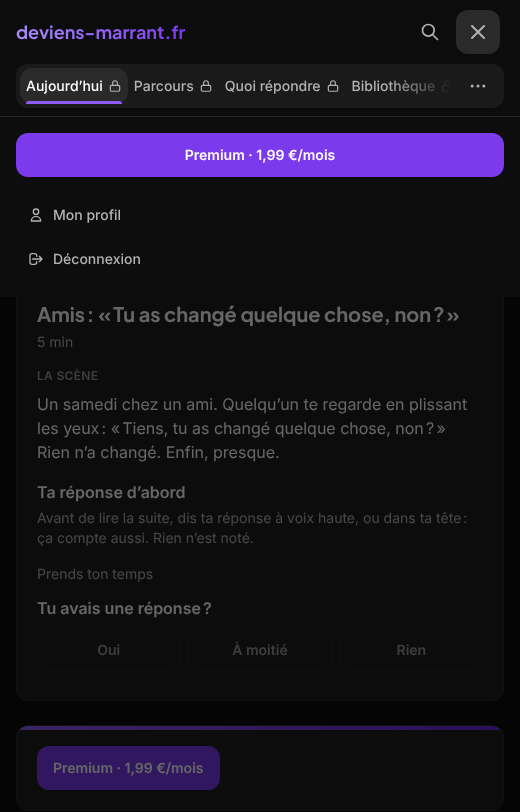 deviens-marrant.fr
Aujourd’hui
Parcours
Quoi répondre
Bibliothèque
Premium · 1,99 €/mois
Mon profil
Déconnexion
Amis : « Tu as changé quelque chose, non ? »
5 min
LA SCÈNE
Un samedi chez un ami. Quelqu’un te regarde en plissant
les yeux : « Tiens, tu as changé quelque chose, non ? »
Rien n’a changé. Enfin, presque.
Ta réponse d’abord
Avant de lire la suite, dis ta réponse à voix haute, ou dans ta tête :
ça compte aussi. Rien n’est noté.
Prends ton temps
Tu avais une réponse ?
Oui
À moitié
Rien
Premium · 1,99 €/mois